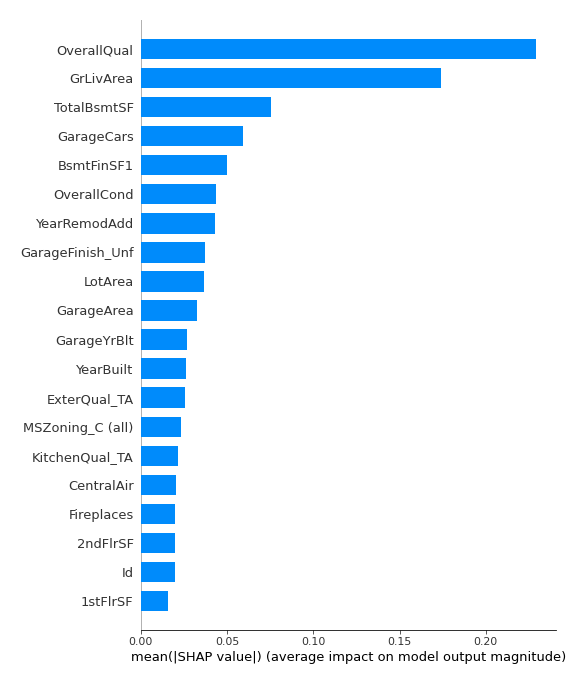 OverallQual
GrLivArea
TotalBsmtSF
GarageCars
BsmtFinSF1
OverallCond
YearRemodAdd
GarageFinish_Unf
LotArea
GarageArea
GarageYrBlt
YearBuilt
ExterQual_TA
MSZoning_C (all)
KitchenQual_TA
CentralAir
Fireplaces
2ndFlrSF
Id
1stFlrSF
0.00 0.05 0.10 0.15 0.20
mean(|SHAP value|) (average impact on model output magnitude)